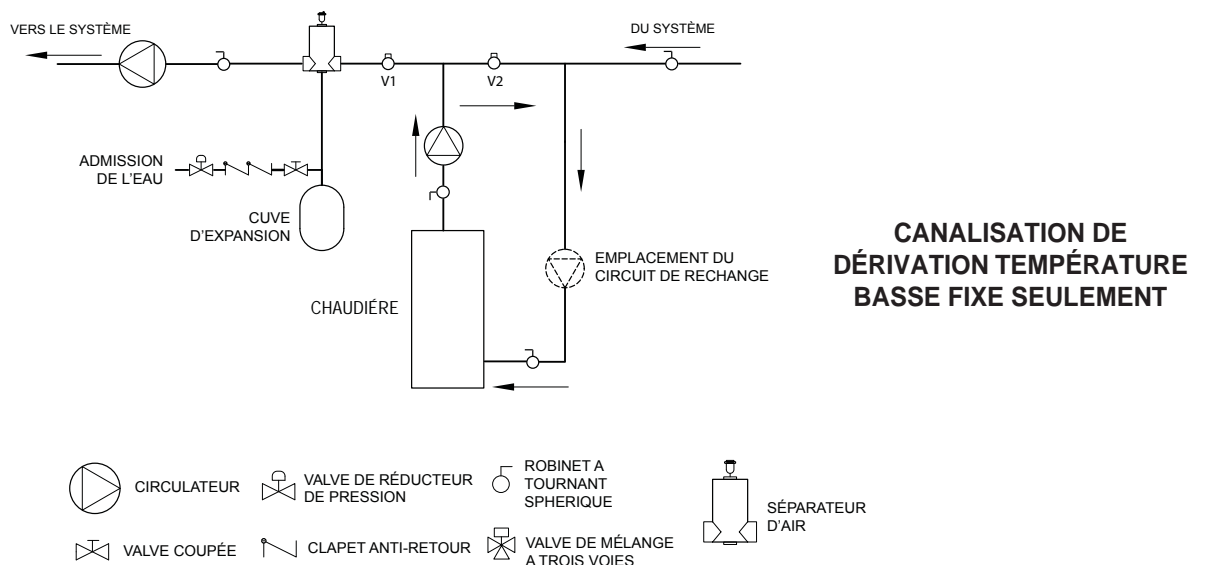 VERS LE SYSTÈME
DU SYSTÈME
V1
V2
ADMISSION
DE L'EAU
CUVE
D'EXPANSION
EMPLACEMENT DU
CIRCUIT DE RECHANGE
CHAUDIÉRE
CANALISATION DE
DÉRIVATION TEMPÉRATURE
BASSE FIXE SEULEMENT
CIRCULATEUR
VALVE DE RÉDUCTEUR
DE PRESSION
ROBINET A
TOURNANT
SPHERIQUE
SÉPARATEUR
D'AIR
VALVE COUPÉE
CLAPET ANTI-RETOUR
VALVE DE MÉLANGE
A TROIS VOIES